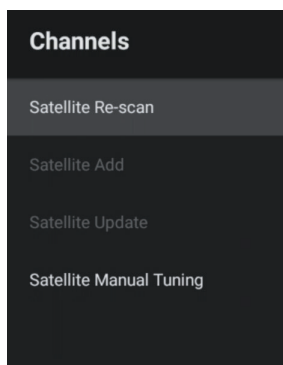 Channels
Satellite Re-scan
Satellite Add
Satellite Update
Satellite Manual Tuning